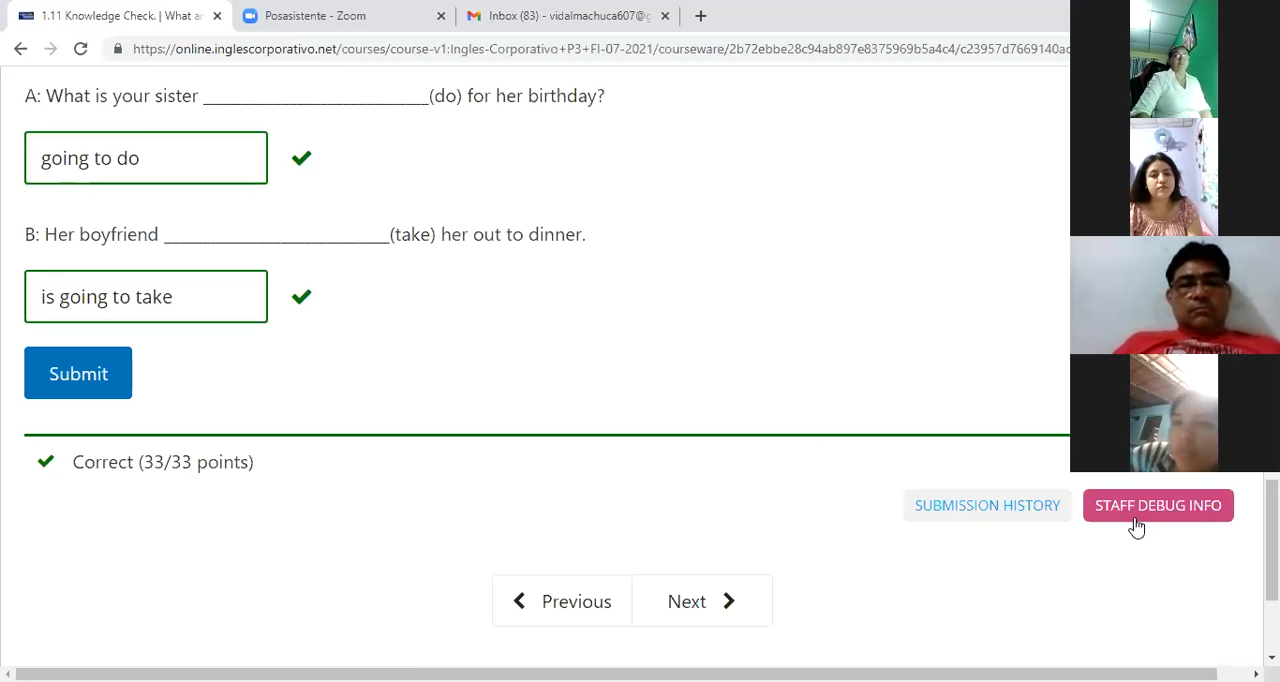 1.11 Knowledge Check. | What ar
Posasistente - Zoom
Inbox (83) - vidalmachuca607@g
https://online.inglescorporativo.net/courses/course-v1:Ingles-Corporativo+P3+FI-07-2021/courseware/2b72ebbe28c94ab897e8375969b5a4c4/c23957d7669140ac
A: What is your sister __________________________(do) for her birthday?
going to do
B: Her boyfriend __________________________(take) her out to dinner.
is going to take
Submit
Correct (33/33 points)
SUBMISSION HISTORY
STAFF DEBUG INFO
Previous
Next